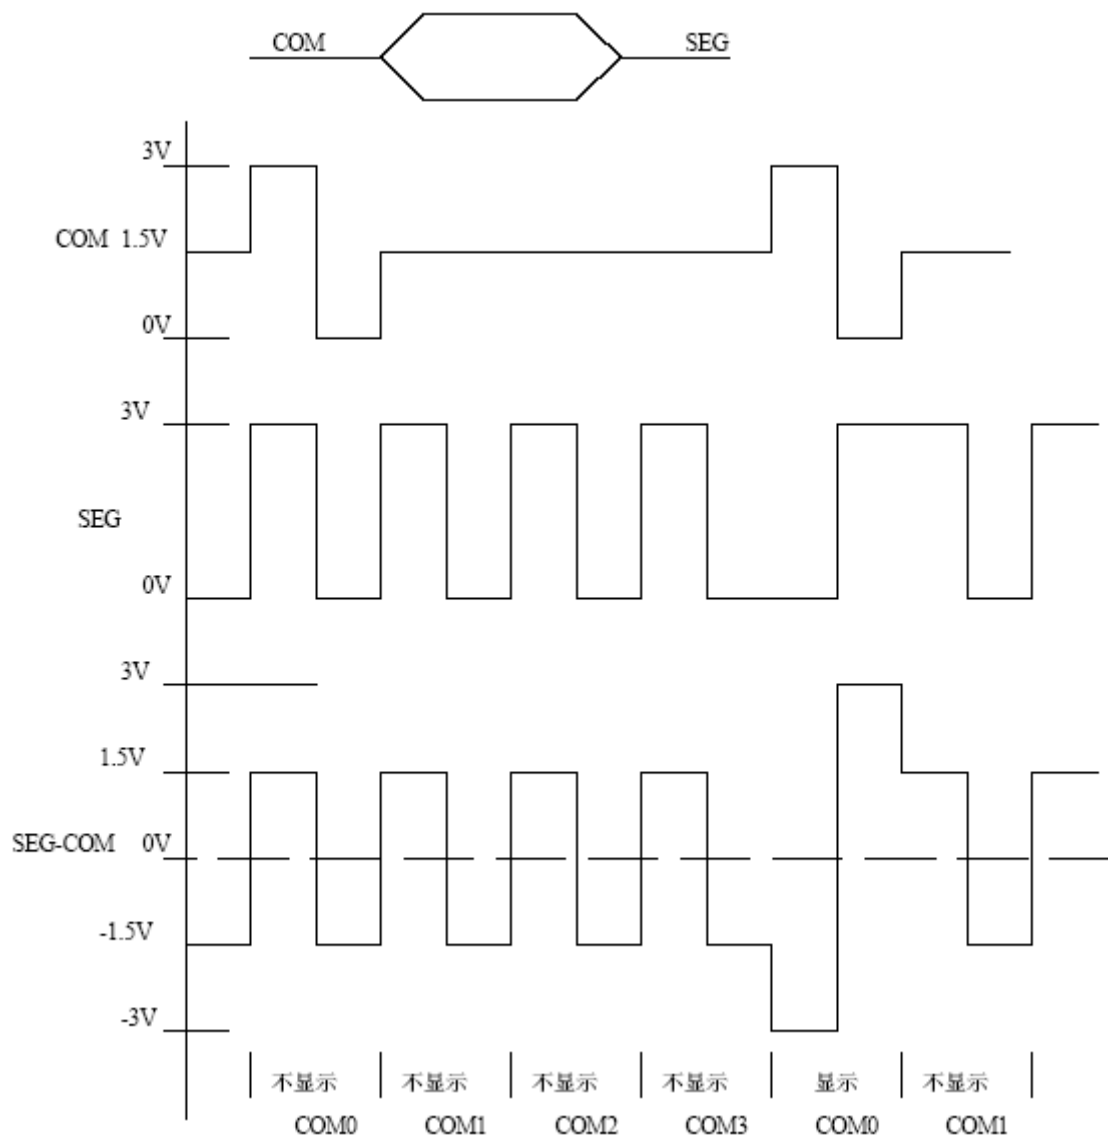 COM SEG
3V
COM 1.5V
0V
3V
SEG
0V
3V
1.5V
SEG-COM 0V
-1.5V
-3V
不显示 不显示 不显示 不显示 显示 不显示
COM0 COM1 COM2 COM3 COM0 COM1